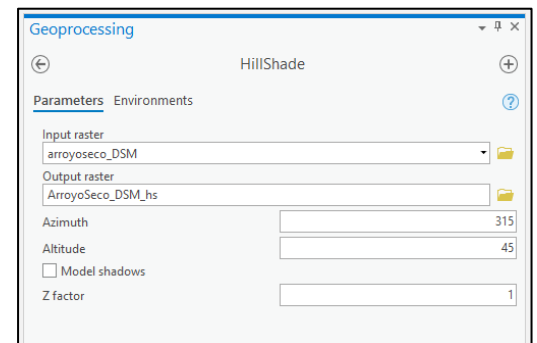 Geoprocessing
HillShade
Parameters Environments
Input raster
arroyoseco_DSM
Output raster
ArroyoSeco_DSM_hs
Azimuth 315
Altitude 45
Model shadows
Z factor 1